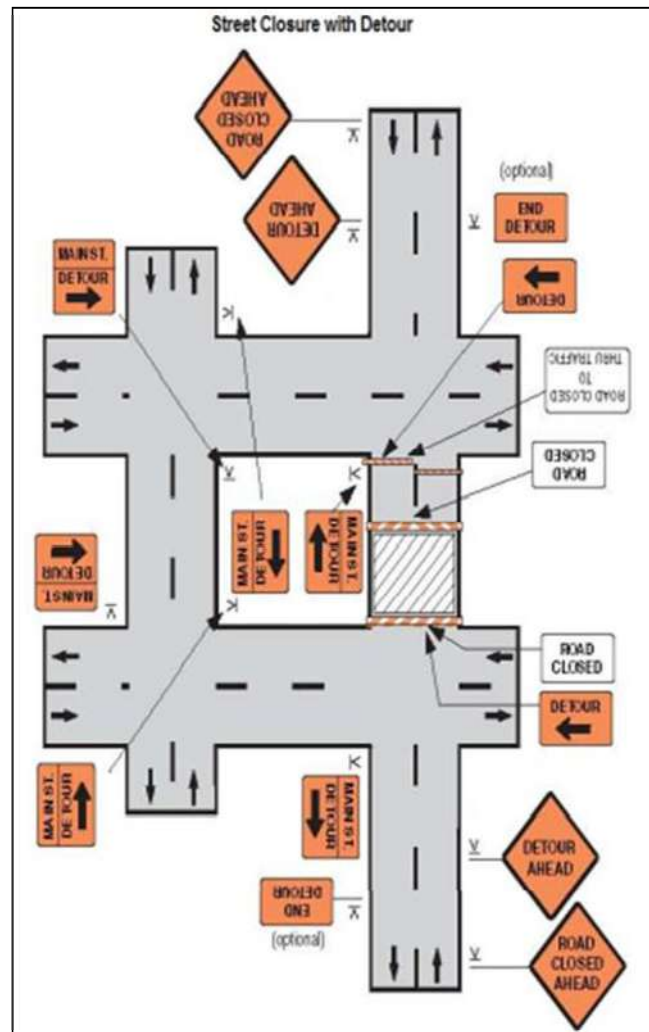 Street Closure with Detour
ROAD
CLOSED
AHEAD
DETOUR
AHEAD
(optional)
END
DETOUR
MAIN ST.
DETOUR
DETOUR
ROAD CLOSED
TO
THRU TRAFFIC
ROAD
CLOSED
MAIN ST.
DETOUR
MAIN ST.
DETOUR
MAIN ST.
DETOUR
ROAD
CLOSED
DETOUR
MAIN ST.
DETOUR
MAIN ST.
DETOUR
DETOUR
AHEAD
END
DETOUR
(optional)
ROAD
CLOSED
AHEAD